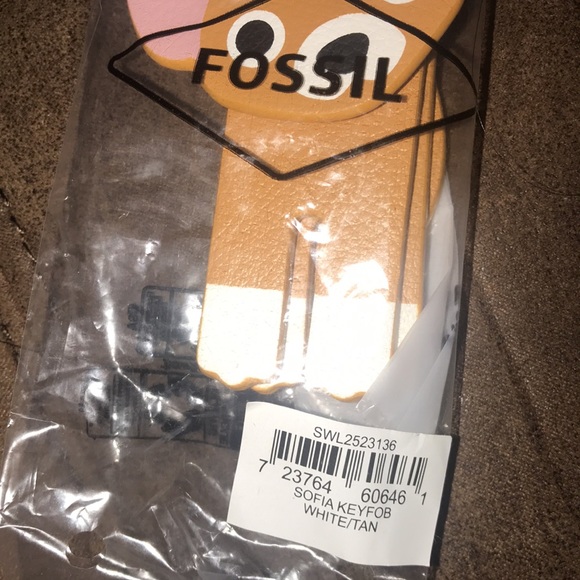 FOSSIL
SWL2523136
7 23764 60646 1
SOFIA KEYFOB
WHITE/TAN